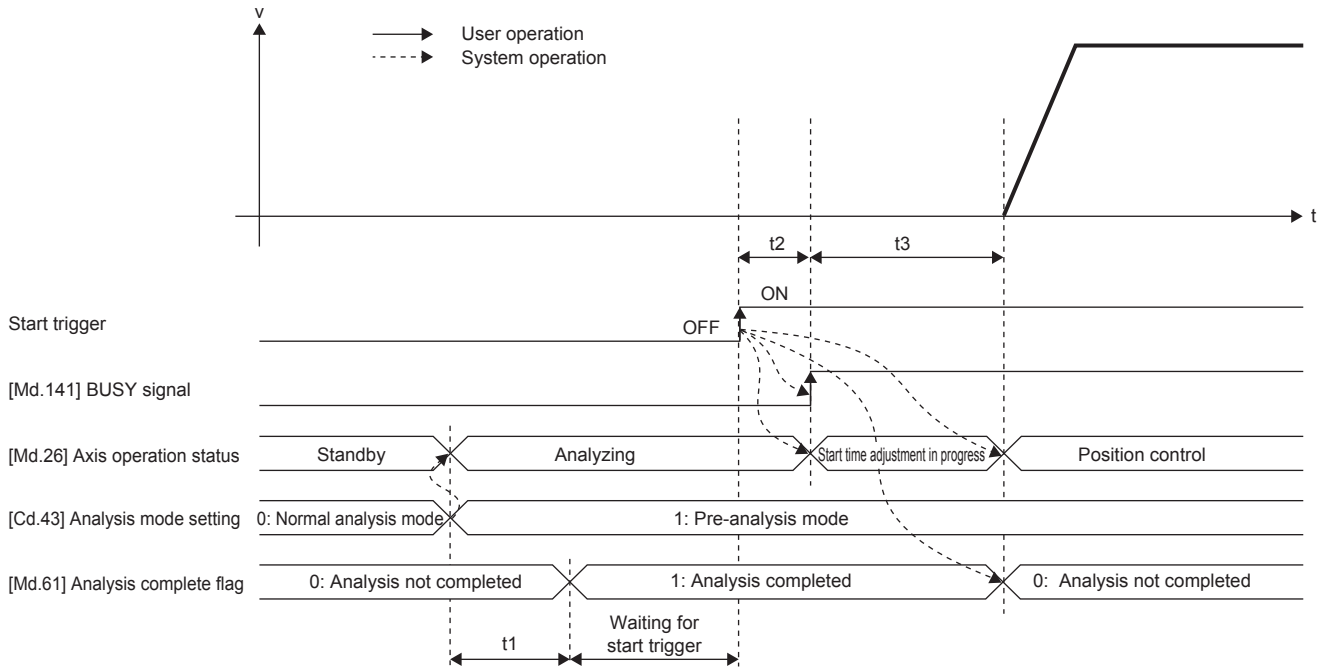 v
User operation
System operation
t
t2
t3
ON
Start trigger
OFF
[Md.141] BUSY signal
[Md.26] Axis operation status
Standby
Analyzing
Start time adjustment in progress
Position control
[Cd.43] Analysis mode setting
0: Normal analysis mode
1: Pre-analysis mode
[Md.61] Analysis complete flag
0: Analysis not completed
1: Analysis completed
0: Analysis not completed
t1
Waiting for
start trigger